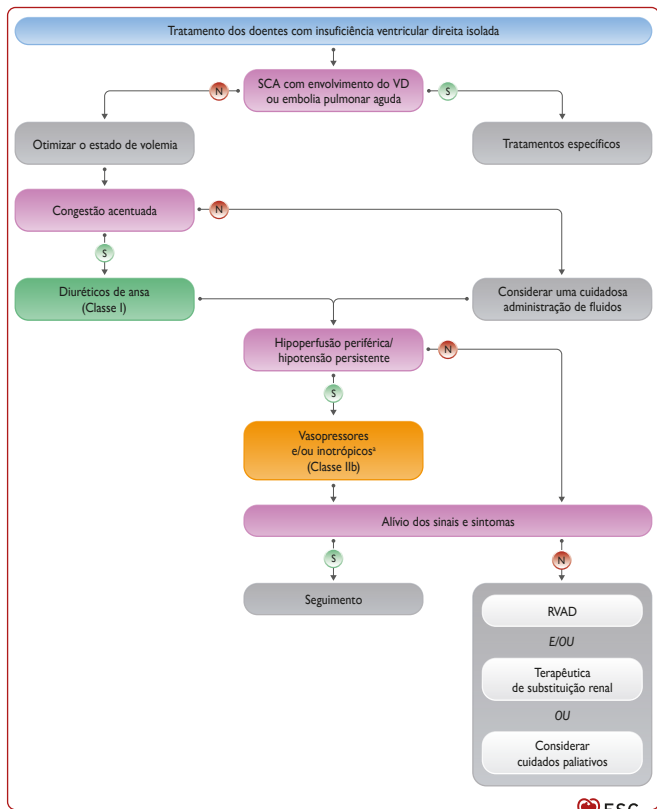 Tratamento dos doentes com insuficiência ventricular direita isolada
SCA com envolvimento do VD
ou embolia pulmonar aguda
N
S
Otimizar o estado de volemia
Tratamentos específicos
Congestão acentuada
N
S
Diuréticos de ansa
(Classe I)
Considerar uma cuidadosa
administração de fluidos
Hipoperfusão periférica/
hipotensão persistente
N
S
Vasopressores
e/ou inotrópicosª
(Classe IIb)
Alívio dos sinais e sintomas
S
N
Seguimento
RVAD
E/OU
Terapêutica
de substituição renal
OU
Considerar
cuidados paliativos
ESC